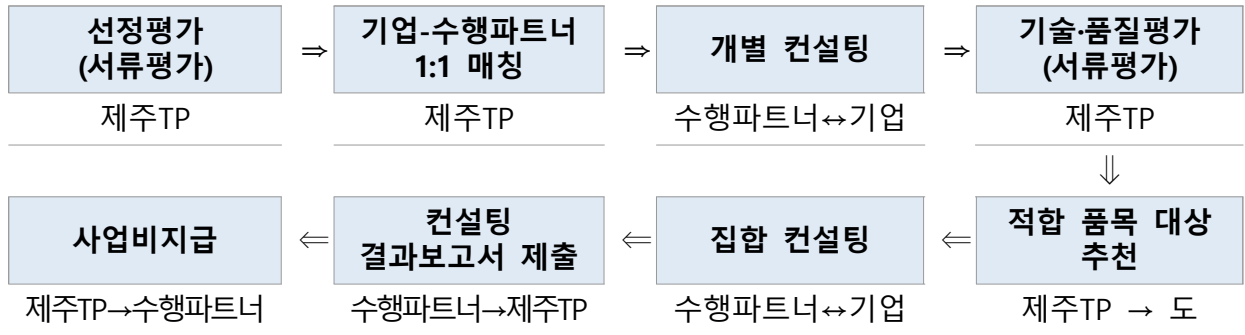 선정평가
(서류평가)
제주TP
⇒
기업-수행파트너
1:1 매칭
제주TP
⇒
개별 컨설팅
수행파트너↔기업
⇒
기술·품질평가
(서류평가)
제주TP
⇓
적합 품목 대상
추천
제주TP → 도
⇐
집합 컨설팅
수행파트너↔기업
⇐
컨설팅
결과보고서 제출
수행파트너→제주TP
⇐
사업비지급
제주TP→수행파트너